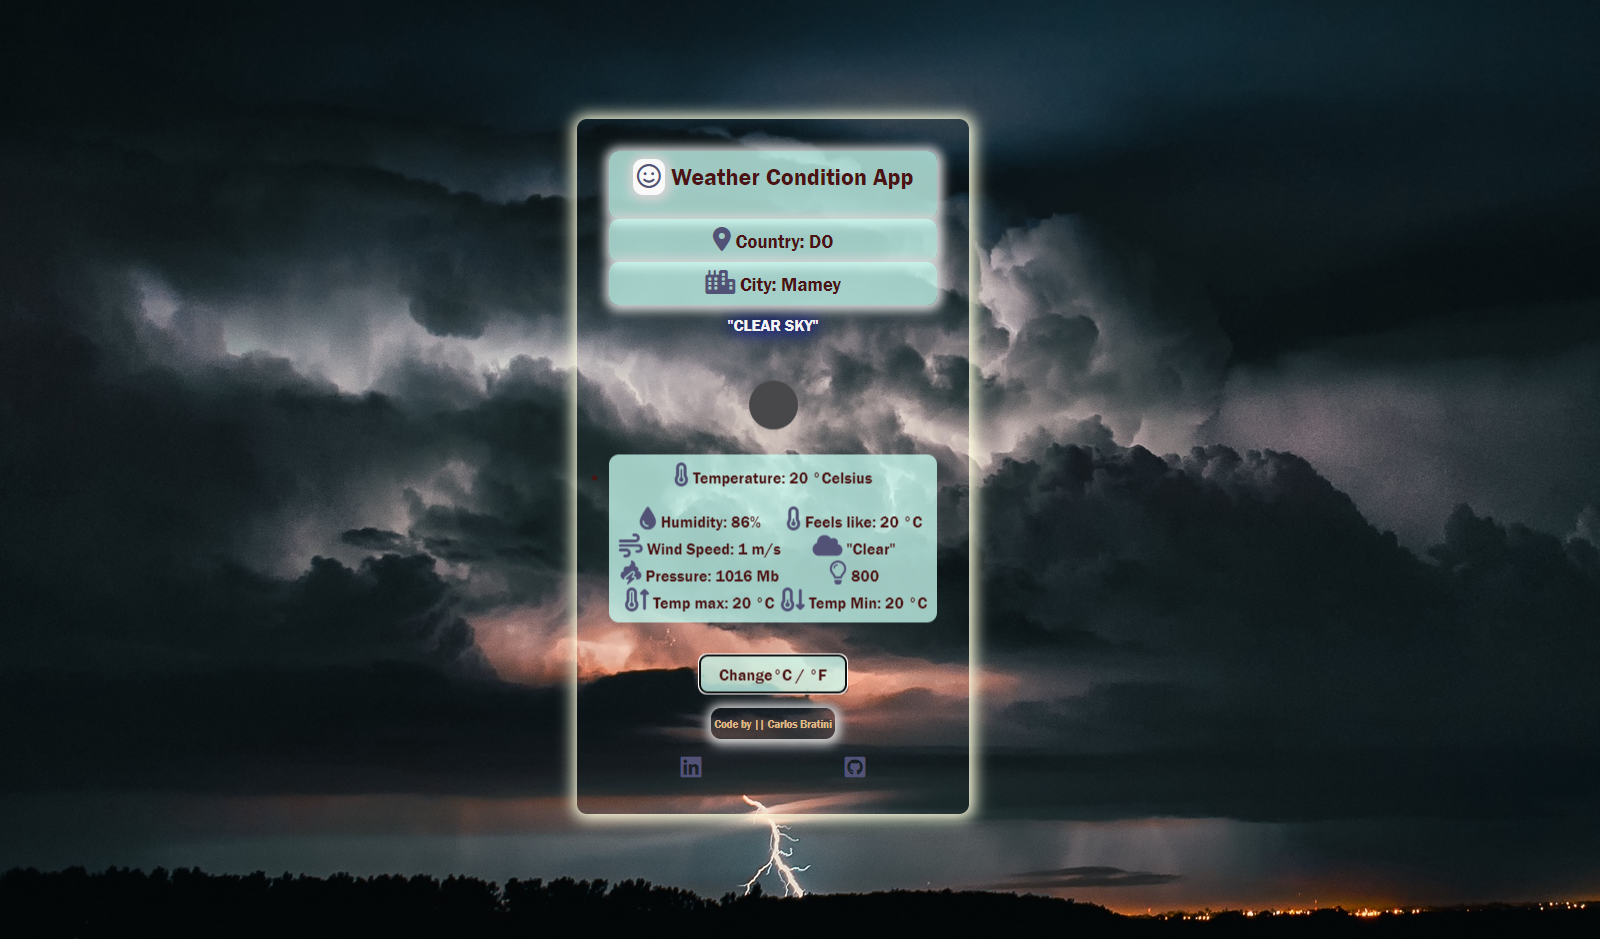 Weather Condition App
Country: DO
City: Mamey
"CLEAR SKY"
Temperature: 20 °Celsius
Humidity: 86% Feels like: 20 °C
Wind Speed: 1 m/s "Clear"
Pressure: 1016 Mb 800
Temp max: 20 °C Temp Min: 20 °C
Change°C / °F
Code by || Carlos Bratini
in